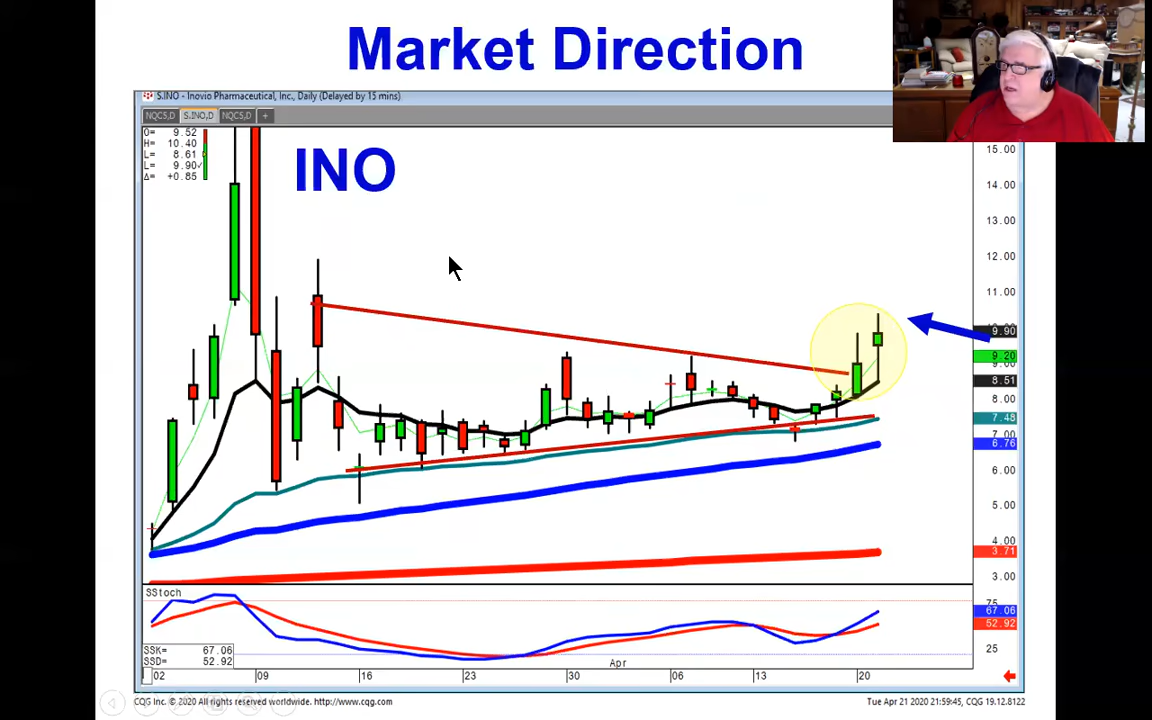 Market Direction
S.INO - Inovio Pharmaceutical, Inc., Daily (Delayed by 15 mins)
NQC5,D S.INO,D NQC5,D +
O= 9.52
H= 10.40
L= 8.61
L= 9.90✓
Δ= +0.85
INO
15.00
14.00
13.00
12.00
11.00
9.90
9.20
8.51
8.00
7.48
7.00
6.76
6.00
5.00
4.00
3.71
3.00
SStoch
75
67.06
52.92
25
SSK= 67.06
SSD= 52.92
Apr
02 09 16 23 30 06 13 20
CQG Inc. © 2020 All rights reserved worldwide. http://www.cqg.com
Tue Apr 21 2020 21:59:45, CQG 19.12.8122